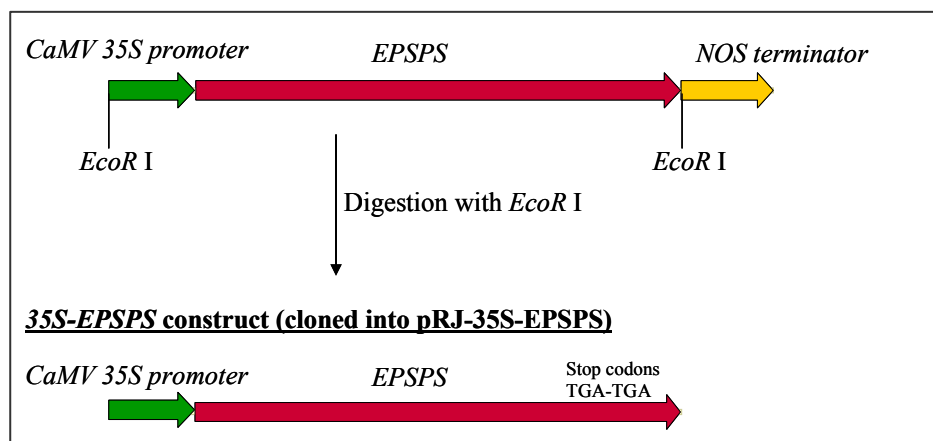 CaMV 35S promoter EPSPS NOS terminator
EcoR I EcoR I
Digestion with EcoR I
35S-EPSPS construct (cloned into pRJ-35S-EPSPS)
CaMV 35S promoter EPSPS Stop codons
TGA-TGA